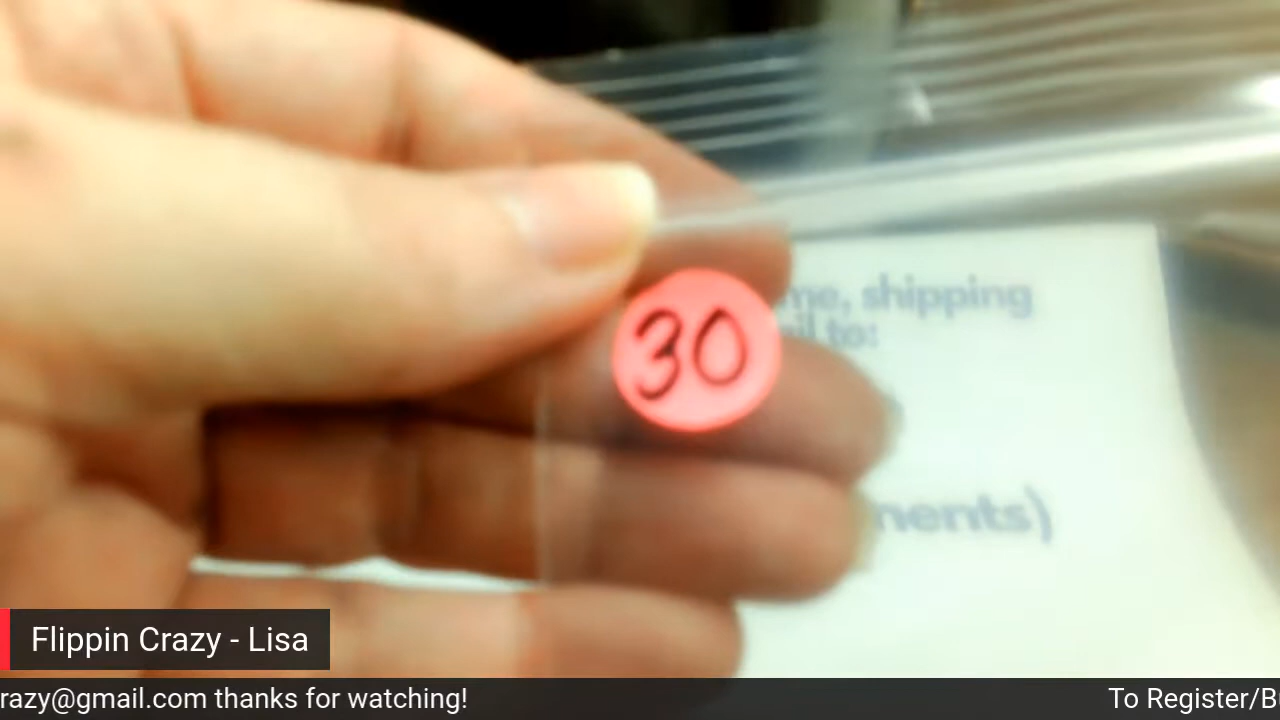 me, shipping
il to:
30
nents)
Flippin Crazy - Lisa
razy@gmail.com thanks for watching!
To Register/B